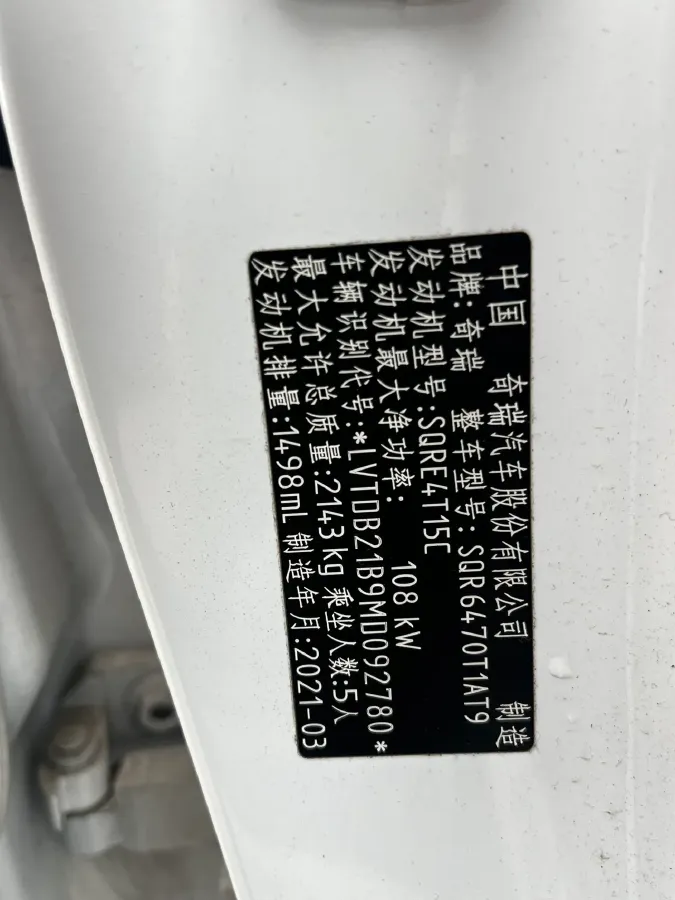 中国 奇瑞汽车股份有限公司 制造
品牌:奇瑞 整车型号:SQR6470T1AT9
发动机型号:SQRE4T15C
发动机最大净功率: 108 kW
车辆识别代号:*LVTDB21B9MD092780*
最大允许总质量:2143kg 乘坐人数:5人
发动机排量:1498mL 制造年月:2021-03